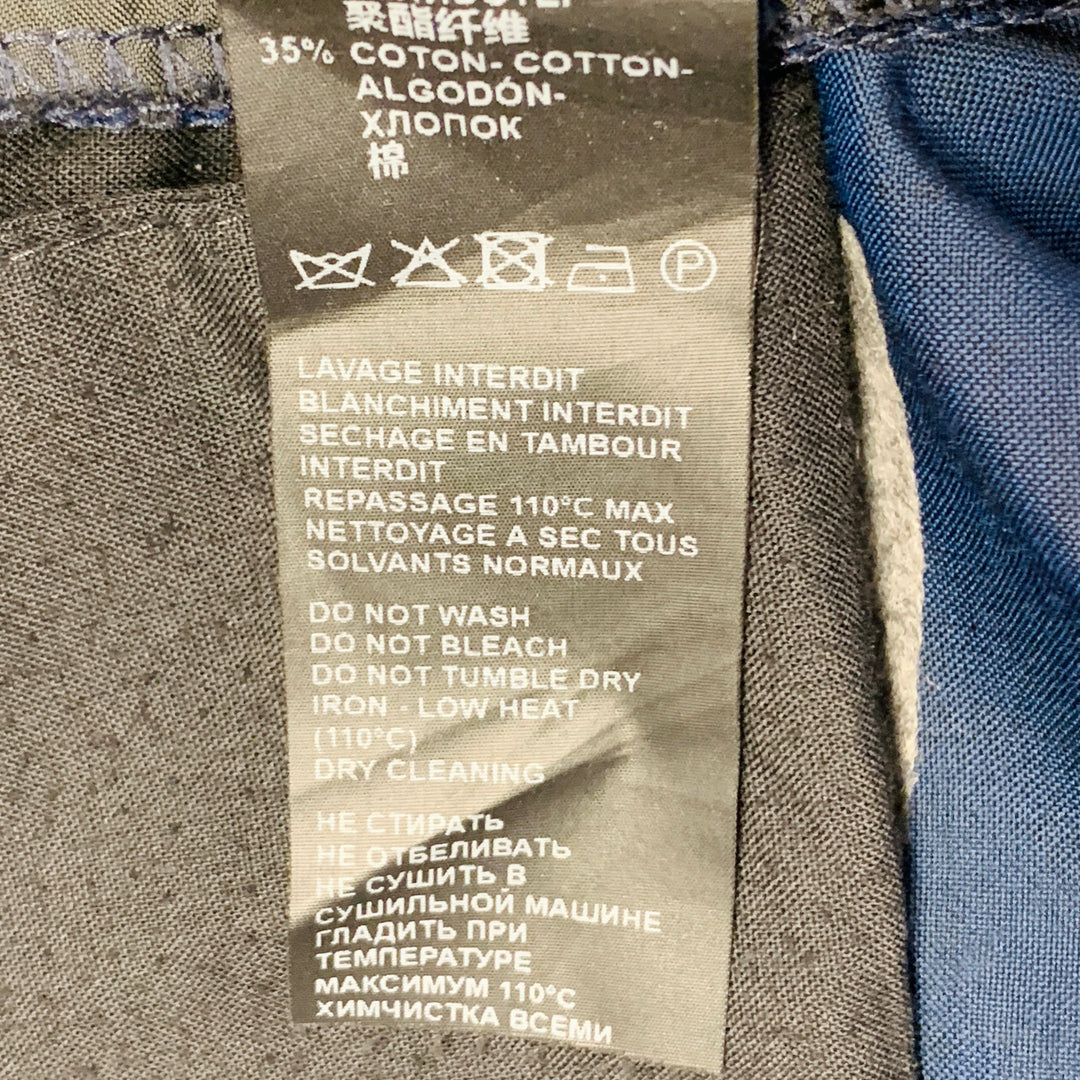 聚酯纤维
35% COTON- COTTON-
ALGODÓN-
ХЛОПОК
棉
P
LAVAGE INTERDIT
BLANCHIMENT INTERDIT
SECHAGE EN TAMBOUR
INTERDIT
REPASSAGE 110°C MAX
NETTOYAGE A SEC TOUS
SOLVANTS NORMAUX
DO NOT WASH
DO NOT BLEACH
DO NOT TUMBLE DRY
IRON - LOW HEAT
(110°C)
DRY CLEANING
НЕ СТИРАТЬ
НЕ ОТБЕЛИВАТЬ
НЕ СУШИТЬ В
СУШИЛЬНОЙ МАШИНЕ
ГЛАДИТЬ ПРИ
ТЕМПЕРАТУРЕ
МАКСИМУМ 110°C
ХИМЧИСТКА ВСЕМИ